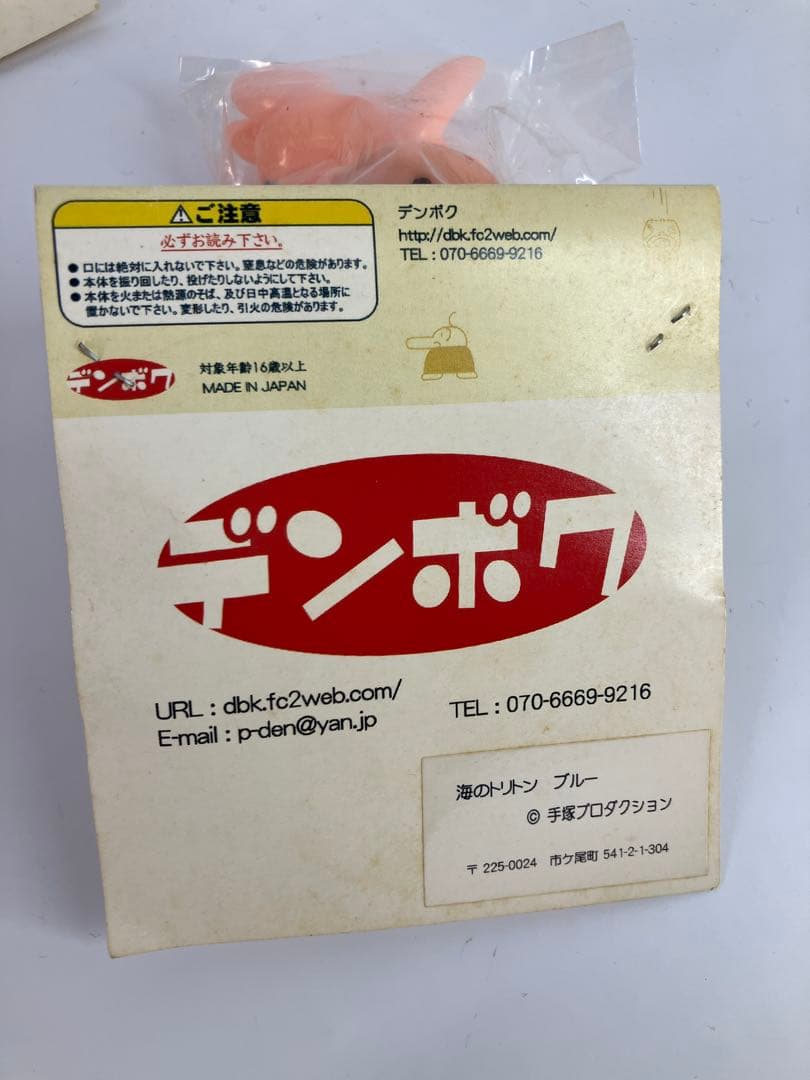 ⚠ご注意
必ずお読み下さい。
● 口には絶対に入れないで下さい。窒息などの危険があります。
● 本体を振り回したり、投げたりしないようにして下さい。
● 本体を火または熱源のそば、及び日中高温となる場所に
置かないで下さい。変形したり、引火の危険があります。
デンボク
http://dbk.fc2web.com/
TEL : 070-6669-9216
デンボク
対象年齢16歳以上
MADE IN JAPAN
デンボク
URL : dbk.fc2web.com/
E-mail : p-den@yan.jp
TEL : 070-6669-9216
海のトリトン ブルー
© 手塚プロダクション
〒 225-0024 市ケ尾町 541-2-1-304